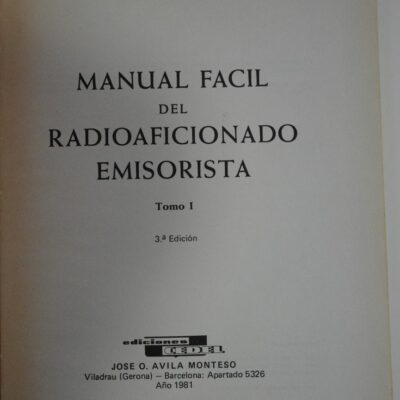 MANUAL FACIL
DEL
RADIOAFICIONADO
EMISORISTA
Tomo I
3.ª Edición
ediciones
CEDEL
JOSE O. AVILA MONTESO
Viladrau (Gerona) — Barcelona: Apartado 5326
Año 1981